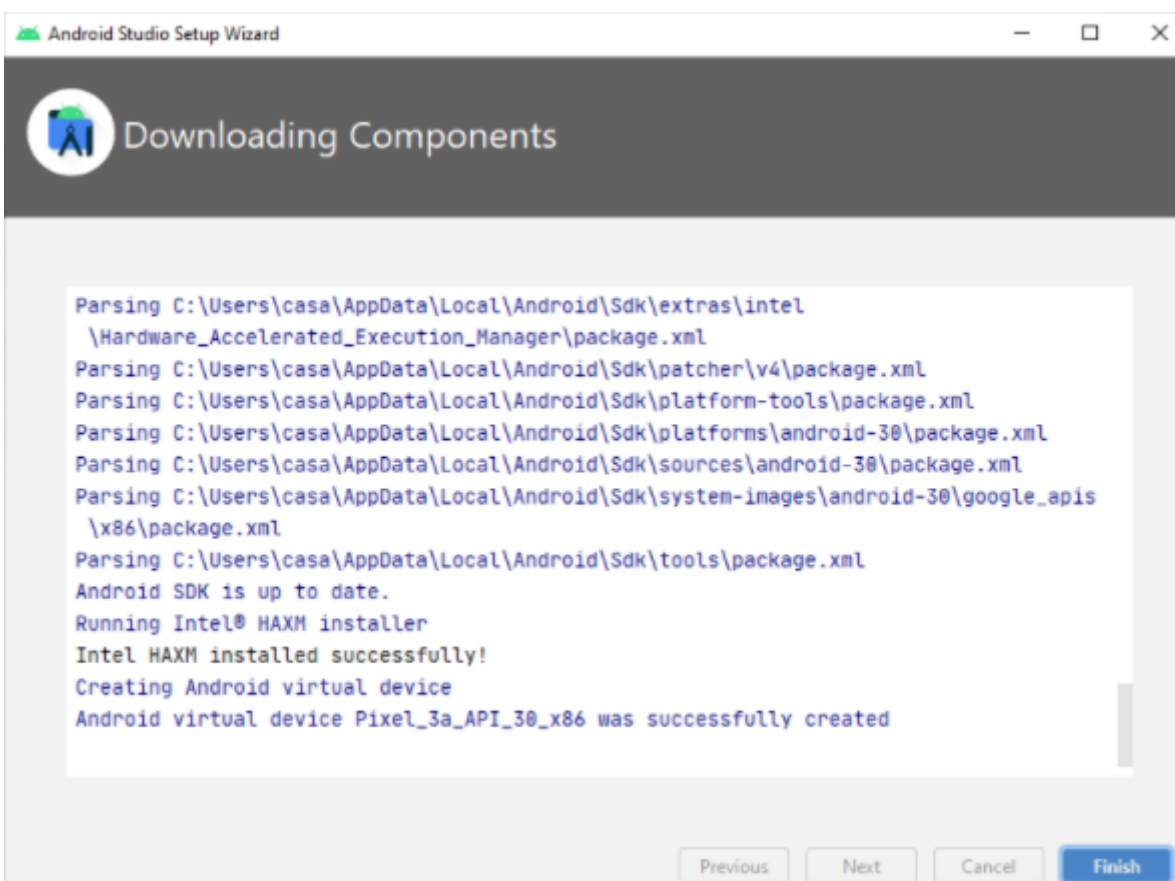 Android Studio Setup Wizard
Downloading Components
Parsing C:\Users\casa\AppData\Local\Android\Sdk\extras\intel
\Hardware_Accelerated_Execution_Manager\package.xml
Parsing C:\Users\casa\AppData\Local\Android\Sdk\patcher\v4\package.xml
Parsing C:\Users\casa\AppData\Local\Android\Sdk\platform-tools\package.xml
Parsing C:\Users\casa\AppData\Local\Android\Sdk\platforms\android-30\package.xml
Parsing C:\Users\casa\AppData\Local\Android\Sdk\sources\android-30\package.xml
Parsing C:\Users\casa\AppData\Local\Android\Sdk\system-images\android-30\google_apis
\x86\package.xml
Parsing C:\Users\casa\AppData\Local\Android\Sdk\tools\package.xml
Android SDK is up to date.
Running Intel® HAXM installer
Intel HAXM installed successfully!
Creating Android virtual device
Android virtual device Pixel_3a_API_30_x86 was successfully created
Previous Next Cancel Finish